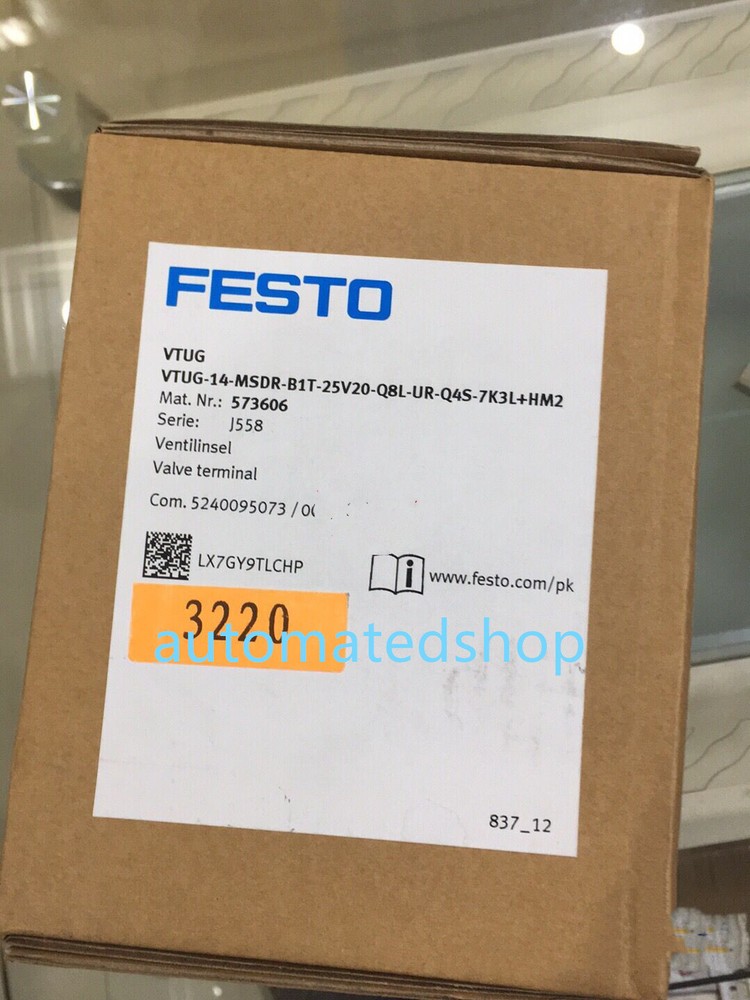 FESTO
VTUG
VTUG-14-MSDR-B1T-25V20-Q8L-UR-Q4S-7K3L+HM2
Mat. Nr.: 573606
Serie: J558
Ventilinsel
Valve terminal
Com. 5240095073 / 0
LX7GY9TLCHP
www.festo.com/pk
3220
automatedshop
837_12